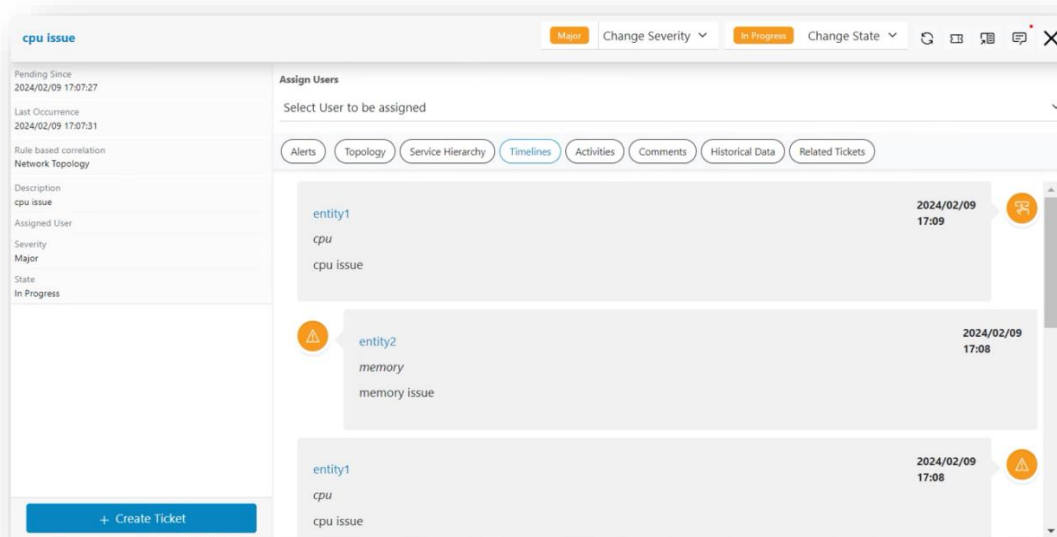 cpu issue
Major
Change Severity
In Progress
Change State
Pending Since
2024/02/09 17:07:27
Last Occurrence
2024/02/09 17:07:31
Rule based correlation
Network Topology
Description
cpu issue
Assigned User
Severity
Major
State
In Progress
+ Create Ticket
Assign Users
Select User to be assigned
Alerts
Topology
Service Hierarchy
Timelines
Activities
Comments
Historical Data
Related Tickets
entity1
cpu
cpu issue
2024/02/09
17:09
entity2
memory
memory issue
2024/02/09
17:08
entity1
cpu
cpu issue
2024/02/09
17:08